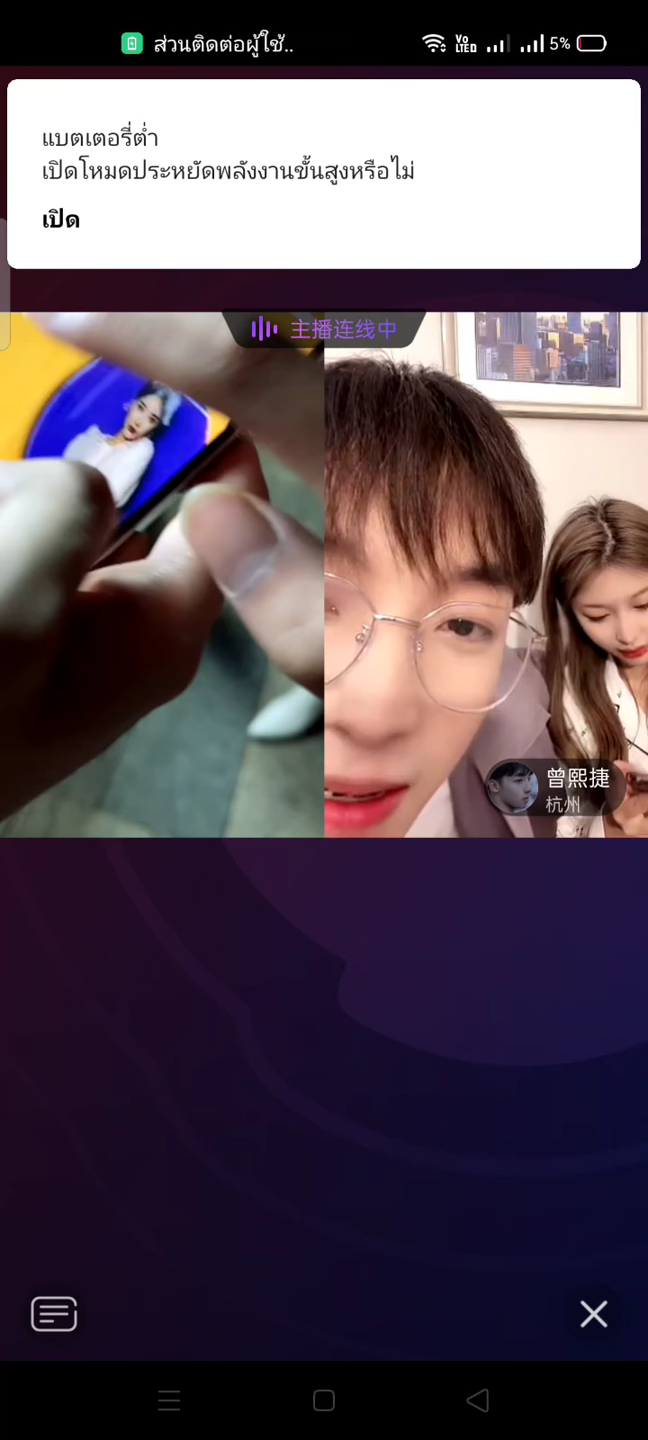 ส่วนติดต่อผู้ใช้..
Vo LTED
5%
แบตเตอรี่ต่ำ
เปิดโหมดประหยัดพลังงานขั้นสูงหรือไม่
เปิด
主播连线中
曾熙捷
杭州